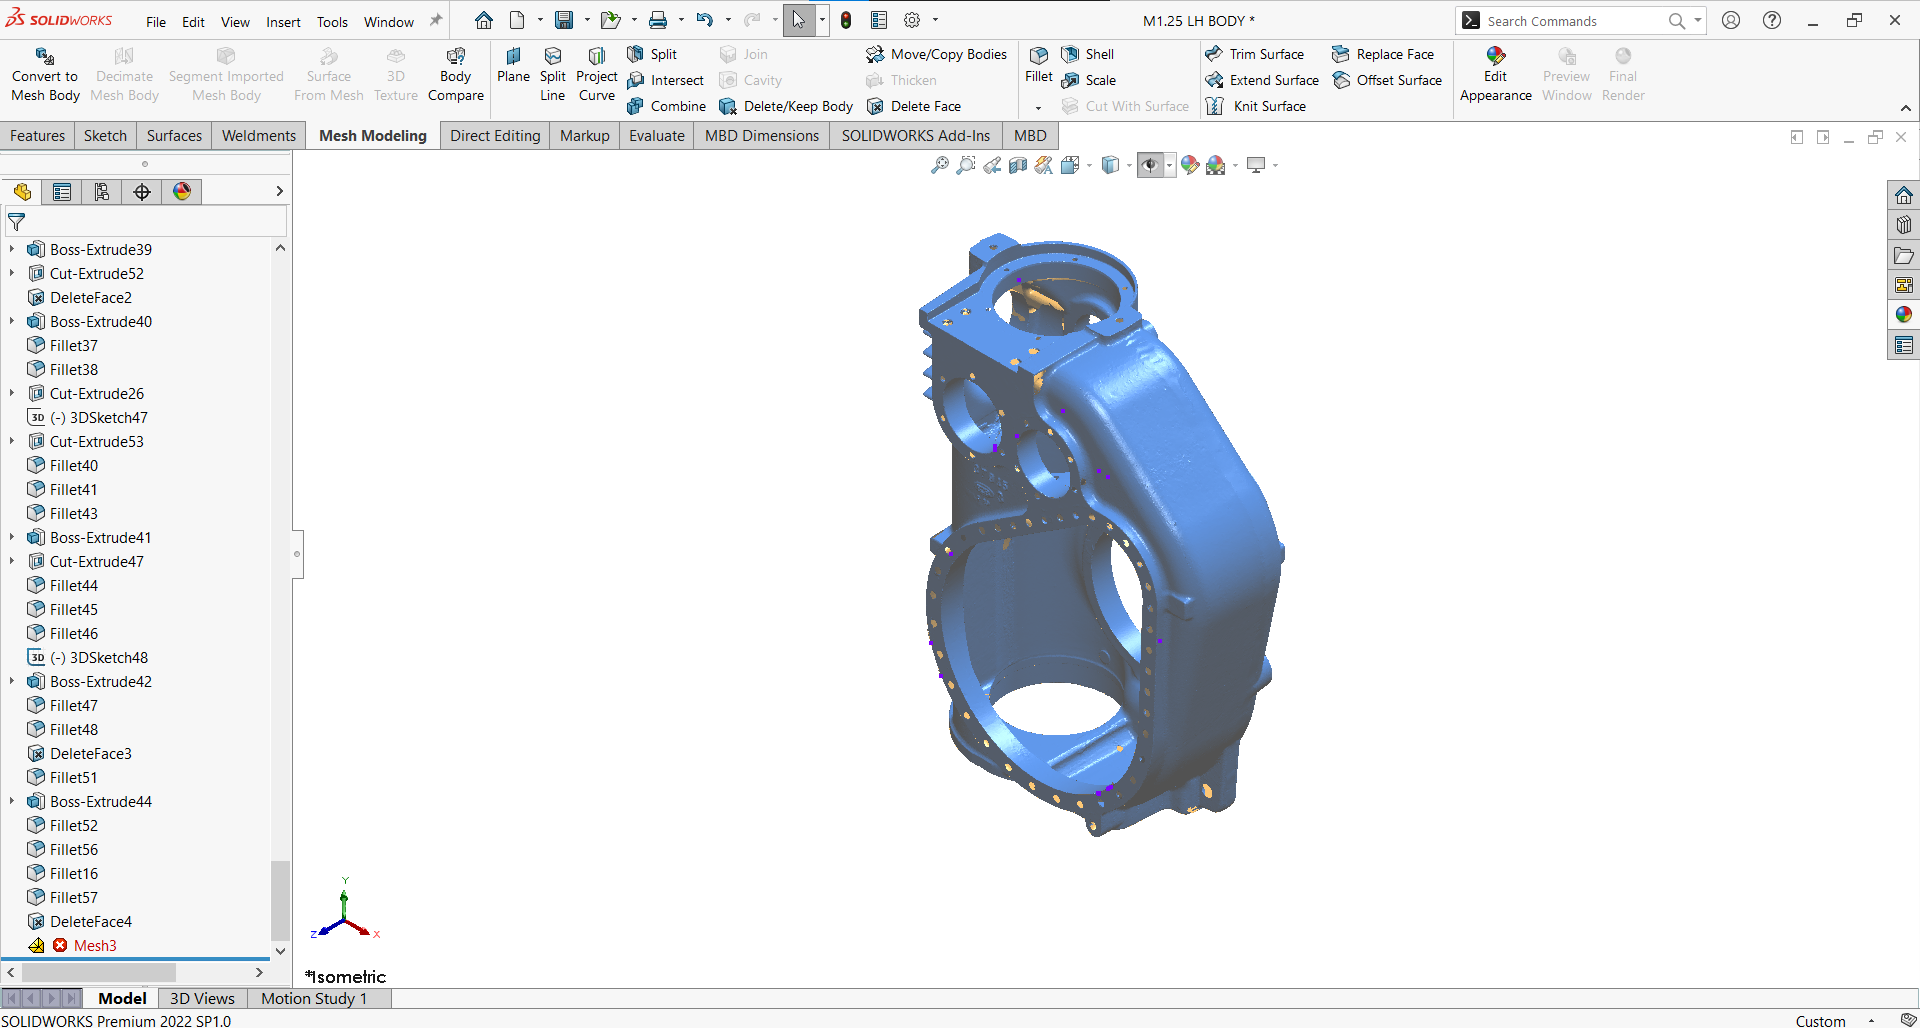 SOLIDWORKS File Edit View Insert Tools Window M1.25 LH BODY * Search Commands
Convert to Mesh Body
Decimate Mesh Body
Segment Imported Mesh Body
Surface From Mesh
3D Texture
Body Compare
Plane
Split Line
Project Curve
Split
Intersect
Combine
Join
Cavity
Delete/Keep Body
Move/Copy Bodies
Thicken
Delete Face
Fillet
Shell
Scale
Cut With Surface
Trim Surface
Extend Surface
Knit Surface
Replace Face
Offset Surface
Edit Appearance
Preview Window
Final Render
Features Sketch Surfaces Weldments Mesh Modeling Direct Editing Markup Evaluate MBD Dimensions SOLIDWORKS Add-Ins MBD
Boss-Extrude39
Cut-Extrude52
DeleteFace2
Boss-Extrude40
Fillet37
Fillet38
Cut-Extrude26
3D (-) 3DSketch47
Cut-Extrude53
Fillet40
Fillet41
Fillet43
Boss-Extrude41
Cut-Extrude47
Fillet44
Fillet45
Fillet46
3D (-) 3DSketch48
Boss-Extrude42
Fillet47
Fillet48
DeleteFace3
Fillet51
Boss-Extrude44
Fillet52
Fillet56
Fillet16
Fillet57
DeleteFace4
Mesh3
Y
Z
X
*Isometric
Model 3D Views Motion Study 1
SOLIDWORKS Premium 2022 SP1.0 Custom